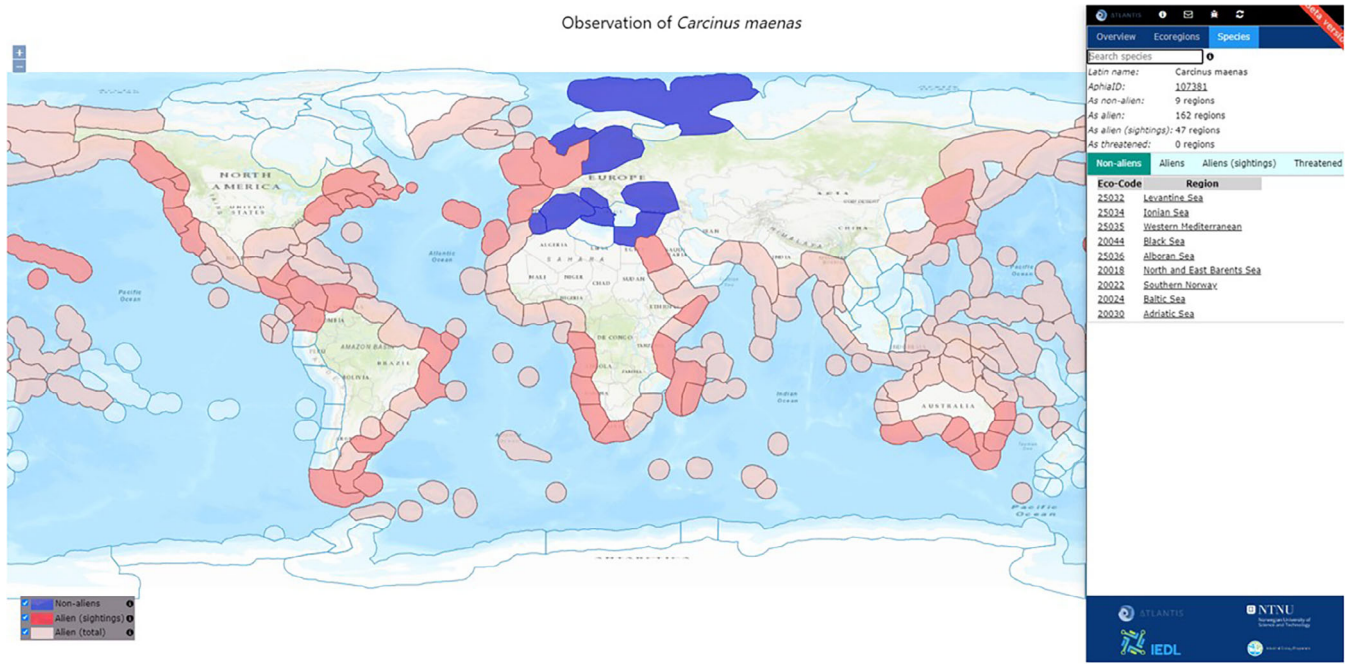 Observation of Carcinus maenas
+
−
NORTH
AMERICA
UNITED
STATES
EUROPE
ALGERIA
SAHARA
MALI
NIGER
CHAD
SUDAN
NIGERIA
DE CONGO
AMAZON BASIN
BRAZIL
BOLIVIA
CHINA
AUSTRALIA
Atlantic
Ocean
Pacific
Ocean
Indian
Ocean
Pacific
Ocean
Pacific
Ocean
Non-aliens
Alien (sightings)
Alien (total)
ATLANTIS
Overview Ecoregions Species
Search species
Latin name: Carcinus maenas
AphiaID: 107381
As non-alien: 9 regions
As alien: 162 regions
As alien (sightings): 47 regions
As threatened: 0 regions
Non-aliens Aliens Aliens (sightings) Threatened
Eco-Code Region
25032 Levantine Sea
25034 Ionian Sea
25035 Western Mediterranean
20044 Black Sea
25036 Alboran Sea
20018 North and East Barents Sea
20022 Southern Norway
20024 Baltic Sea
20030 Adriatic Sea
ATLANTIS
NTNU
Norwegian University of
Science and Technology
IEDL